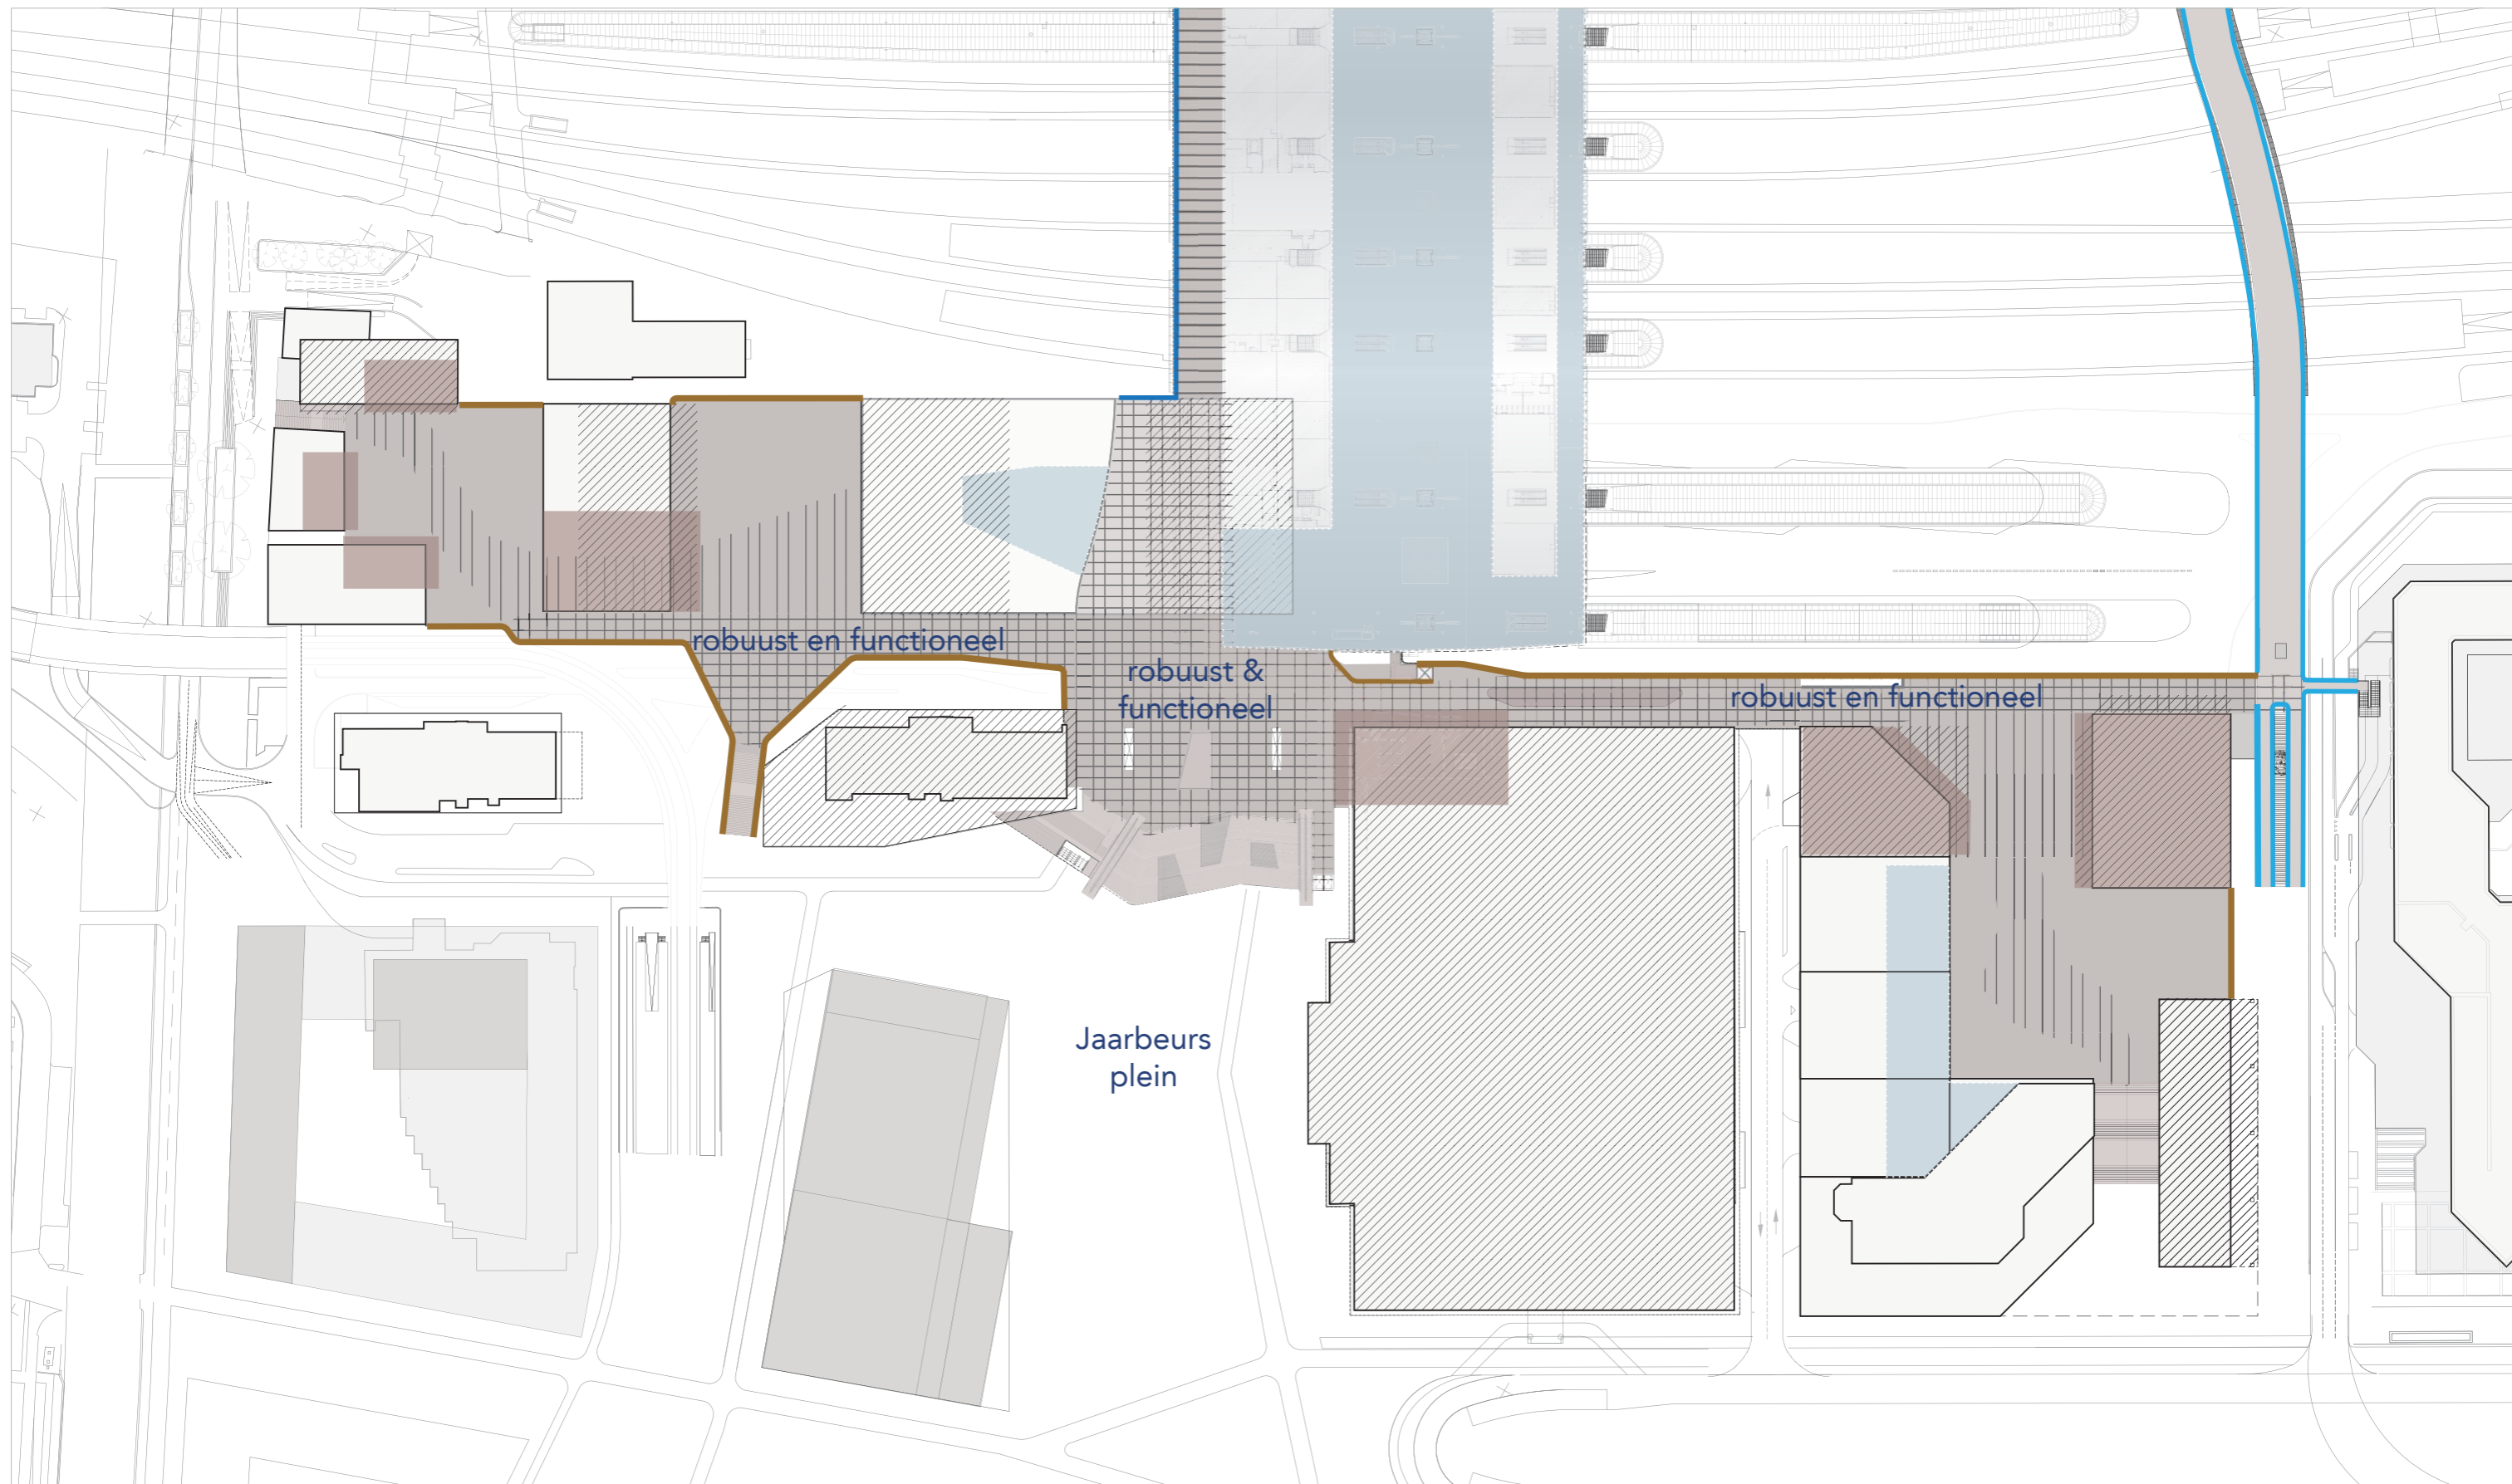 robuust en functioneel
robuust &
functioneel
robuust en functioneel
Jaarbeurs
plein